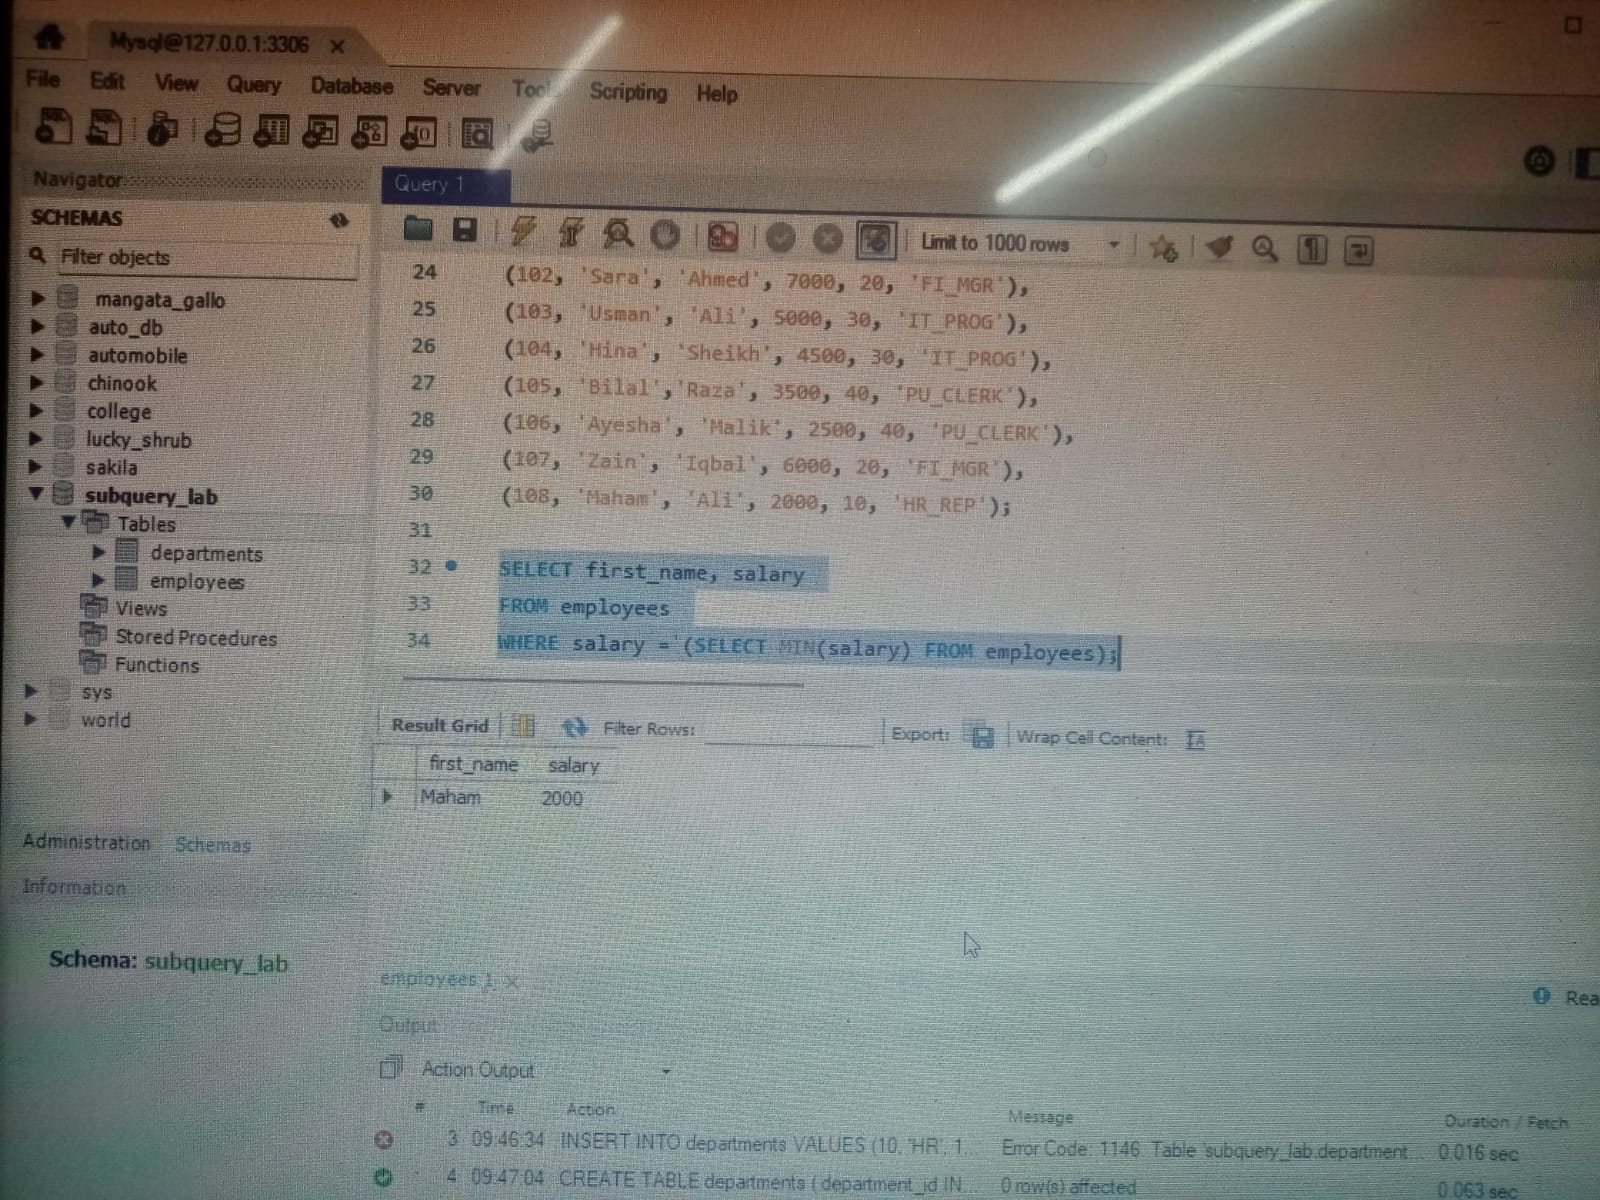 Mysql@127.0.0.1:3306 ×
File Edit View Query Database Server Tool Scripting Help
Navigator
SCHEMAS
Filter objects
mangata_gallo
auto_db
automobile
chinook
college
lucky_shrub
sakila
subquery_lab
Tables
departments
employees
Views
Stored Procedures
Functions
sys
world
Administration Schemas
Information
Schema: subquery_lab
Query 1
Limit to 1000 rows
24 (102, 'Sara', 'Ahmed', 7000, 20, 'FI_MGR'),
25 (103, 'Usman', 'Ali', 5000, 30, 'IT_PROG'),
26 (104, 'Hina', 'Sheikh', 4500, 30, 'IT_PROG'),
27 (105, 'Bilal','Raza', 3500, 40, 'PU_CLERK'),
28 (106, 'Ayesha', 'Malik', 2500, 40, 'PU_CLERK'),
29 (107, 'Zain', 'Iqbal', 6000, 20, 'FI_MGR'),
30 (108, 'Maham', 'Ali', 2000, 10, 'HR_REP');
31
32 SELECT first_name, salary
33 FROM employees
34 WHERE salary = (SELECT MIN(salary) FROM employees);
Result Grid Filter Rows: Export: Wrap Cell Content:
first_name salary
Maham 2000
employees 1 ×
Rea
Output
Action Output
# Time Action Message Duration / Fetch
3 09:46:34 INSERT INTO departments VALUES (10, 'HR', 1... Error Code: 1146. Table 'subquery_lab.department... 0.016 sec
4 09:47:04 CREATE TABLE departments ( department_id IN... 0 row(s) affected 0.063 sec